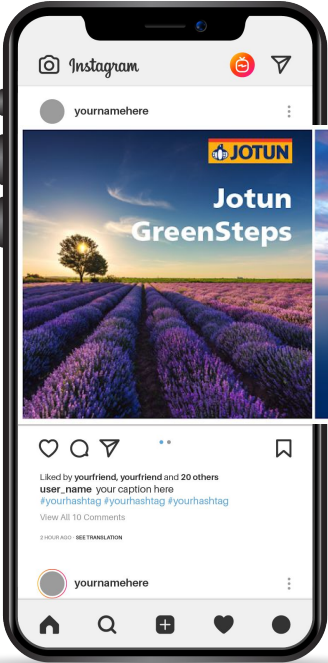 Instagram
yournamehere
JOTUN
Jotun
GreenSteps
Liked by yourfriend, yourfriend and 20 others
user_name your caption here
#yourhashtag #yourhashtag #yourhashtag
View All 10 Comments
2 HOUR AGO · SEE TRANSLATION
yournamehere